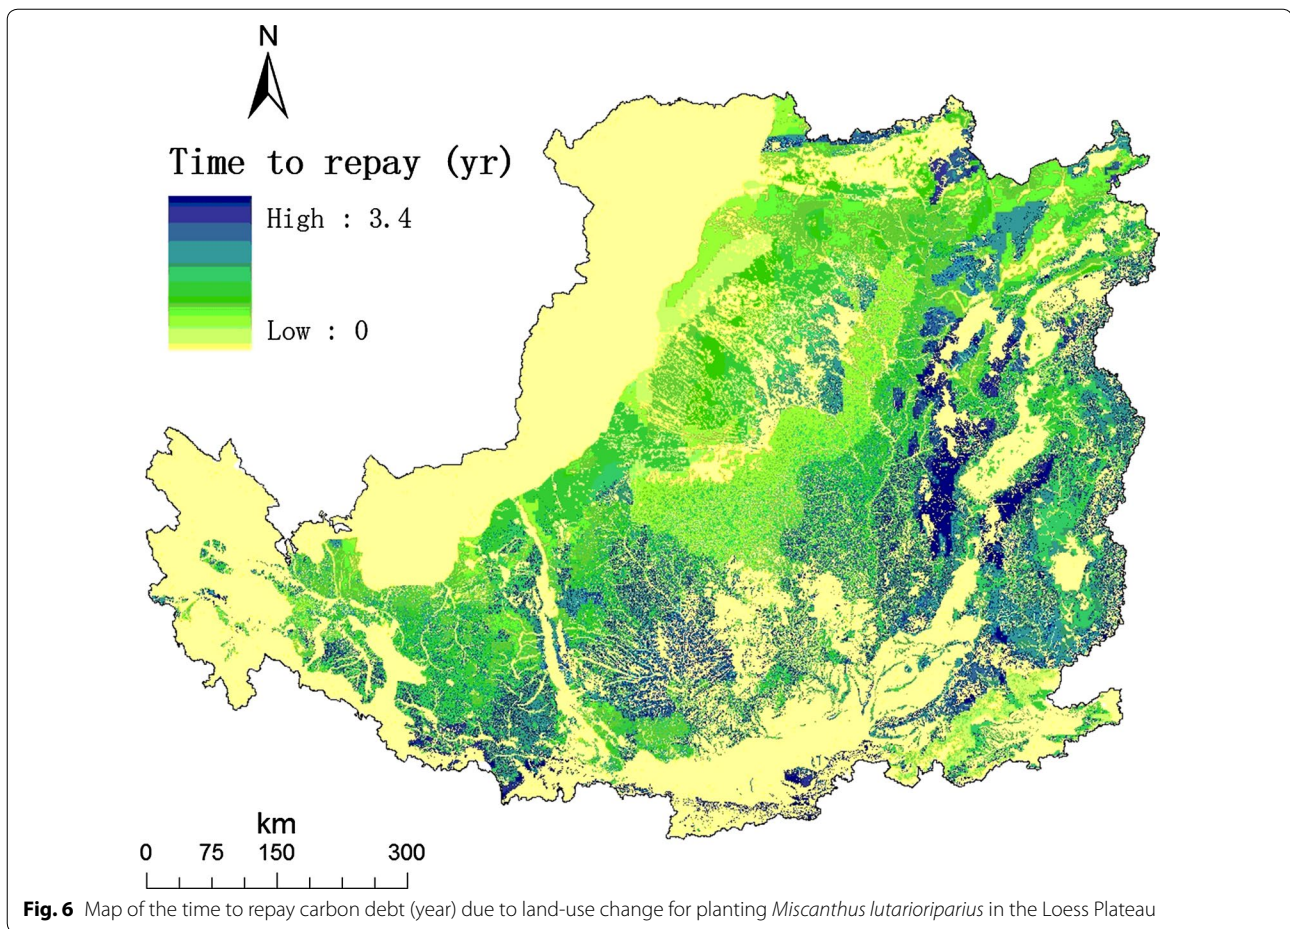 N
Time to repay (yr)
High : 3.4
Low : 0
km
0 75 150 300
Fig. 6 Map of the time to repay carbon debt (year) due to land-use change for planting Miscanthus lutarioriparius in the Loess Plateau